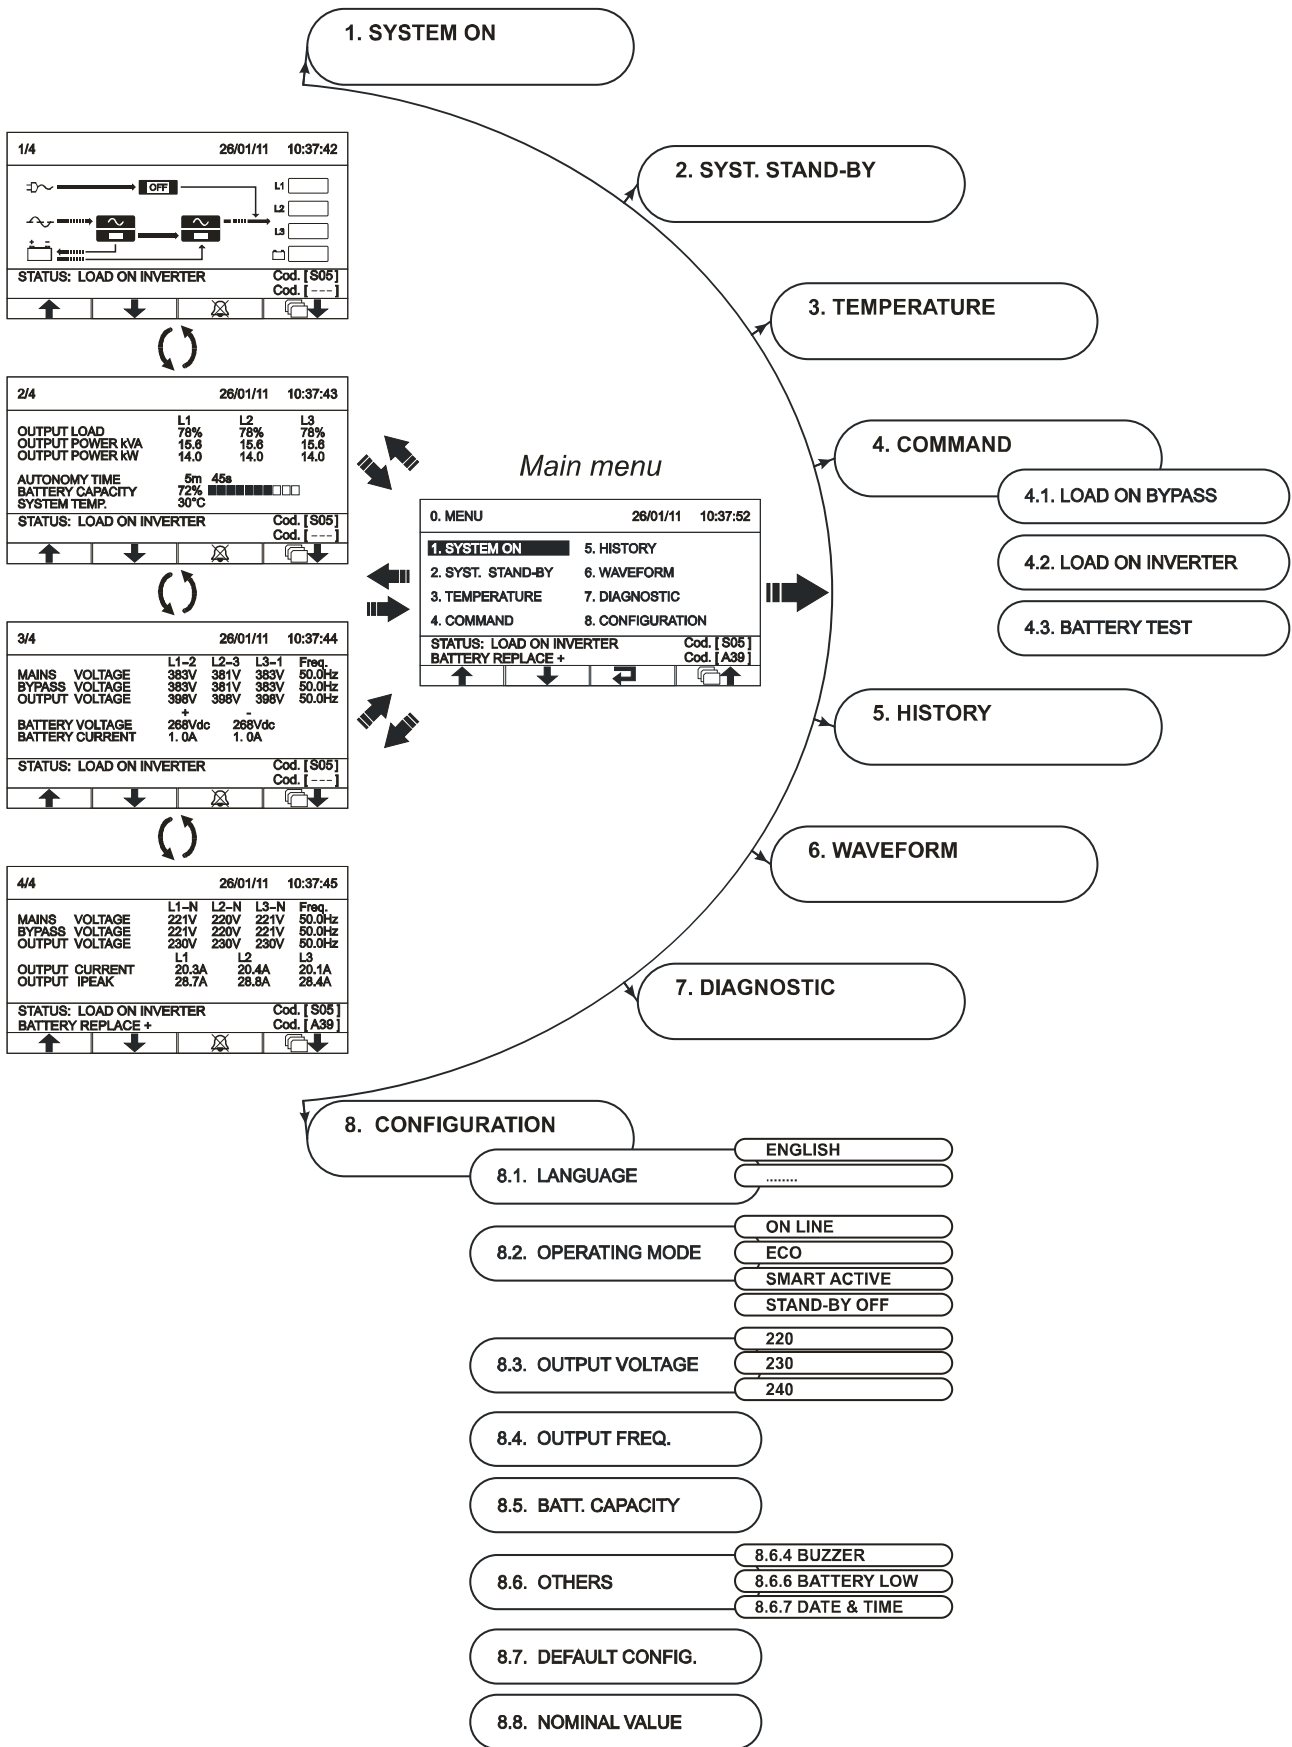 1. SYSTEM ON
2. SYST. STAND-BY
3. TEMPERATURE
4. COMMAND
4.1. LOAD ON BYPASS
4.2. LOAD ON INVERTER
4.3. BATTERY TEST
5. HISTORY
6. WAVEFORM
7. DIAGNOSTIC
1/4 26/01/11 10:37:42
OFF
L1
L2
L3
+ -
STATUS: LOAD ON INVERTER Cod. [S05]
Cod. [---]
2/4 26/01/11 10:37:43
L1 L2 L3
OUTPUT LOAD 78% 78% 78%
OUTPUT POWER kVA 15.6 15.6 15.6
OUTPUT POWER kW 14.0 14.0 14.0
AUTONOMY TIME 5m 45s
BATTERY CAPACITY 72%
SYSTEM TEMP. 30°C
STATUS: LOAD ON INVERTER Cod. [S05]
Cod. [---]
3/4 26/01/11 10:37:44
L1-2 L2-3 L3-1 Freq.
MAINS VOLTAGE 383V 381V 383V 50.0Hz
BYPASS VOLTAGE 383V 381V 383V 50.0Hz
OUTPUT VOLTAGE 398V 398V 398V 50.0Hz
+ -
BATTERY VOLTAGE 268Vdc 268Vdc
BATTERY CURRENT 1. 0A 1. 0A
STATUS: LOAD ON INVERTER Cod. [S05]
Cod. [---]
4/4 26/01/11 10:37:45
L1-N L2-N L3-N Freq.
MAINS VOLTAGE 221V 220V 221V 50.0Hz
BYPASS VOLTAGE 221V 220V 221V 50.0Hz
OUTPUT VOLTAGE 230V 230V 230V 50.0Hz
L1 L2 L3
OUTPUT CURRENT 20.3A 20.4A 20.1A
OUTPUT IPEAK 28.7A 28.8A 28.4A
STATUS: LOAD ON INVERTER Cod. [S05]
BATTERY REPLACE + Cod. [A39]
Main menu
0. MENU 26/01/11 10:37:52
1. SYSTEM ON 5. HISTORY
2. SYST. STAND-BY 6. WAVEFORM
3. TEMPERATURE 7. DIAGNOSTIC
4. COMMAND 8. CONFIGURATION
STATUS: LOAD ON INVERTER Cod. [S05]
BATTERY REPLACE + Cod. [A39]
8. CONFIGURATION
8.1. LANGUAGE
ENGLISH
........
8.2. OPERATING MODE
ON LINE
ECO
SMART ACTIVE
STAND-BY OFF
8.3. OUTPUT VOLTAGE
220
230
240
8.4. OUTPUT FREQ.
8.5. BATT. CAPACITY
8.6. OTHERS
8.6.4 BUZZER
8.6.6 BATTERY LOW
8.6.7 DATE & TIME
8.7. DEFAULT CONFIG.
8.8. NOMINAL VALUE